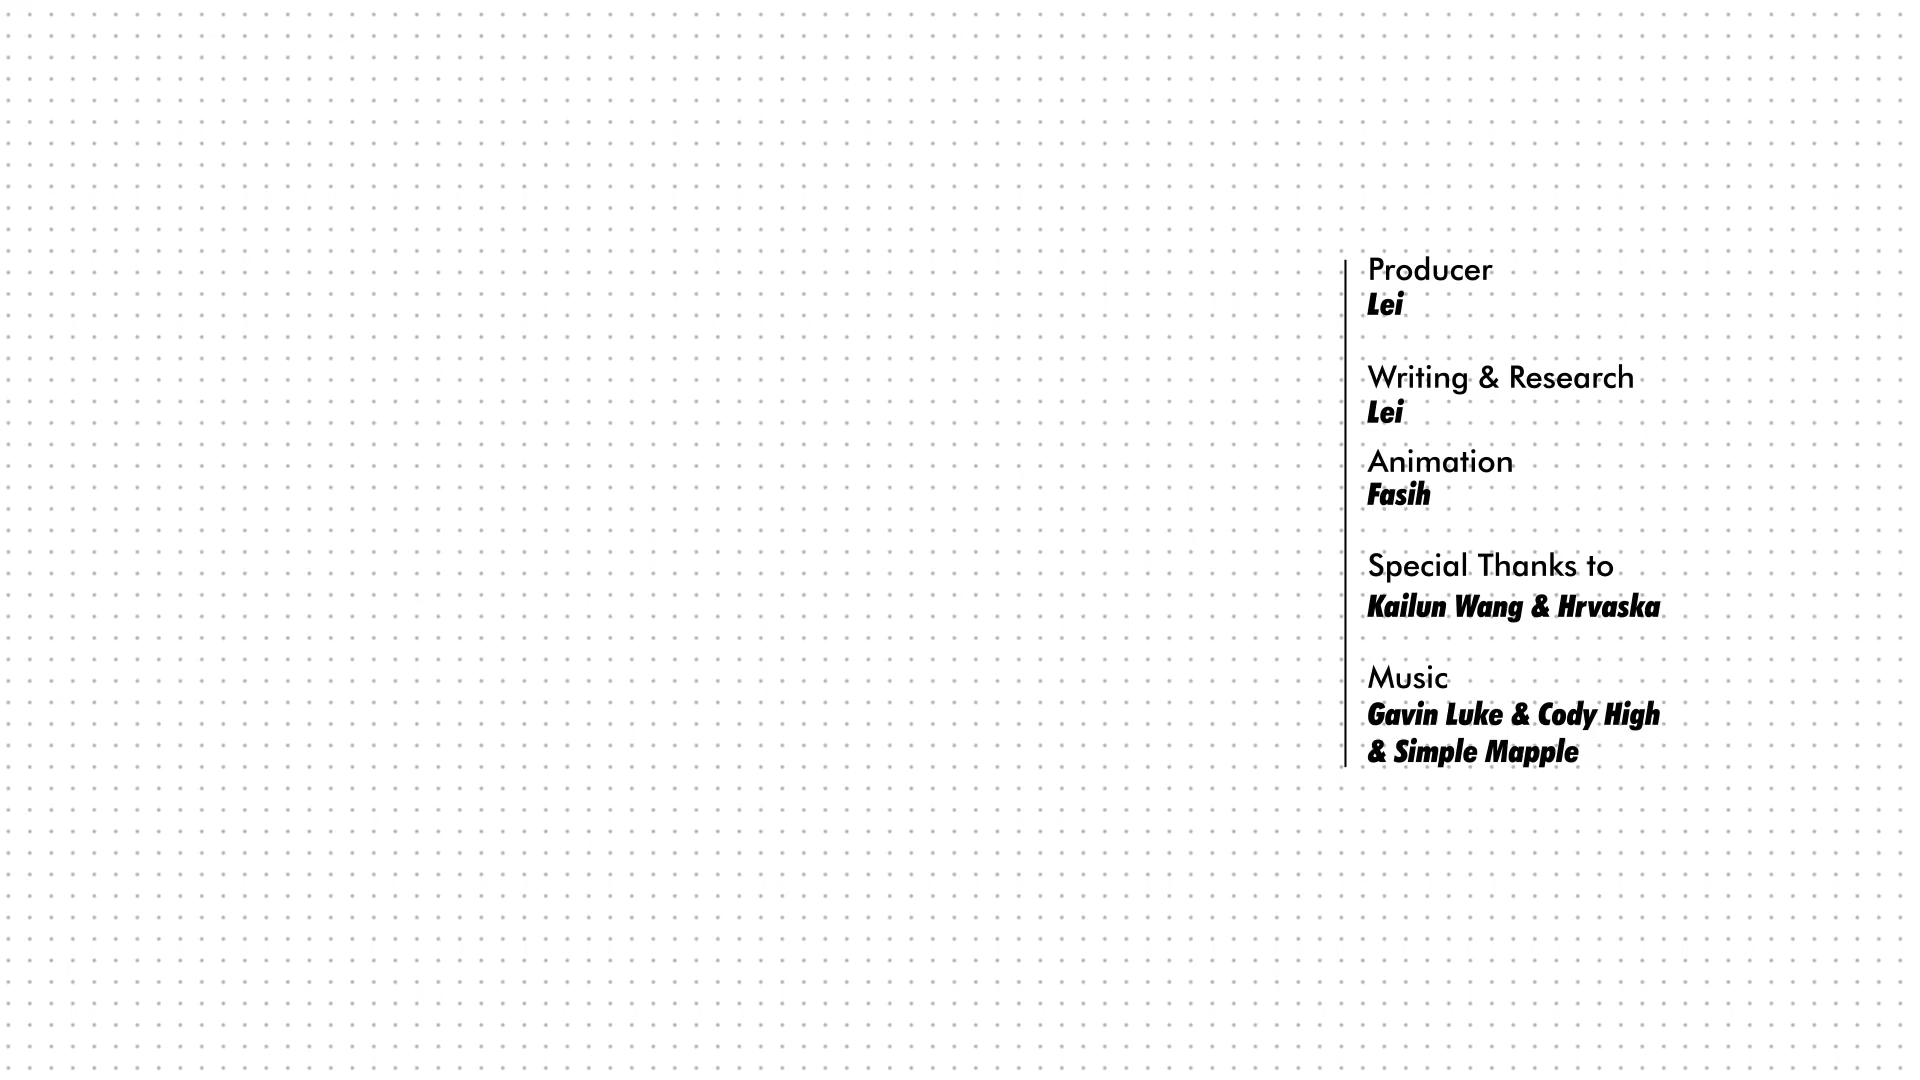 Producer
Lei
Writing & Research
Lei
Animation
Fasih
Special Thanks to
Kailun Wang & Hrvaska
Music
Gavin Luke & Cody High
& Simple Mapple